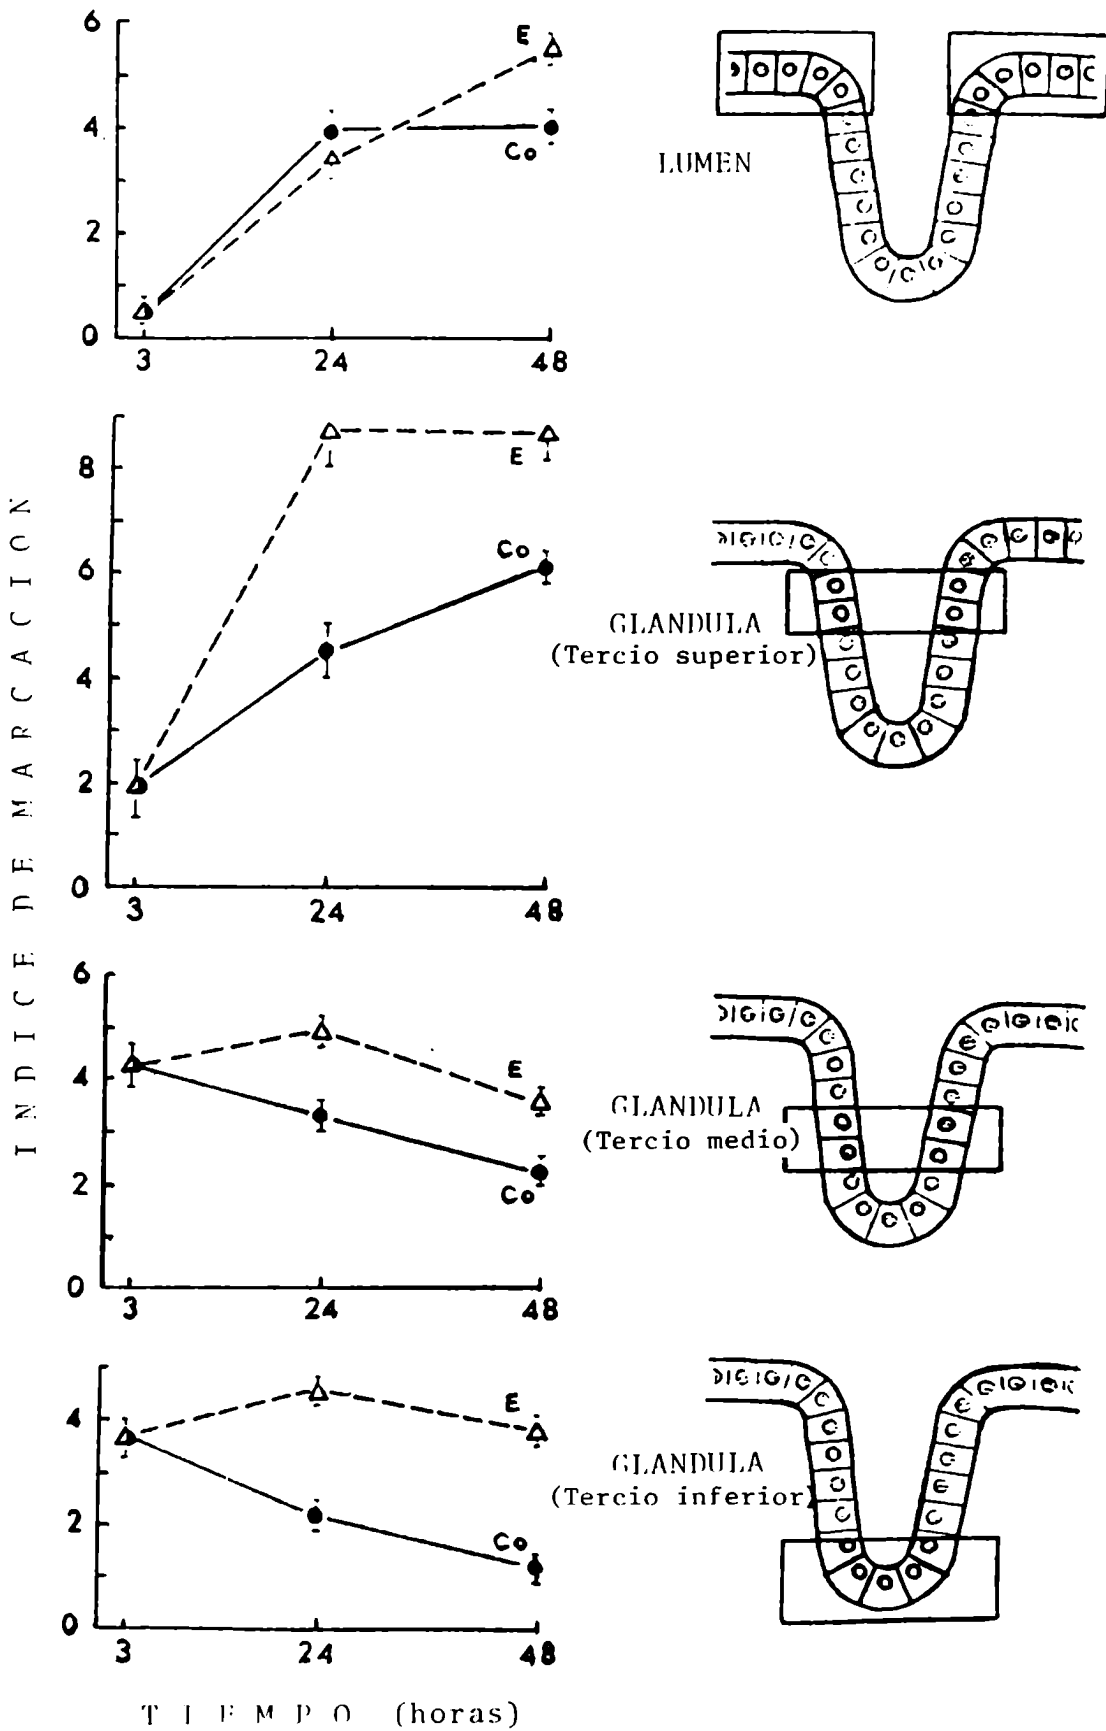 6
4
2
0
3 24 48
E
Co
LUMEN
8
6
4
2
0
3 24 48
E
Co
GLANDULA
(Tercio superior)
INDICE DE MARCACION
6
4
2
0
3 24 48
E
Co
GLANDULA
(Tercio medio)
4
2
0
3 24 48
E
Co
GLANDULA
(Tercio inferior)
TIEMPO (horas)